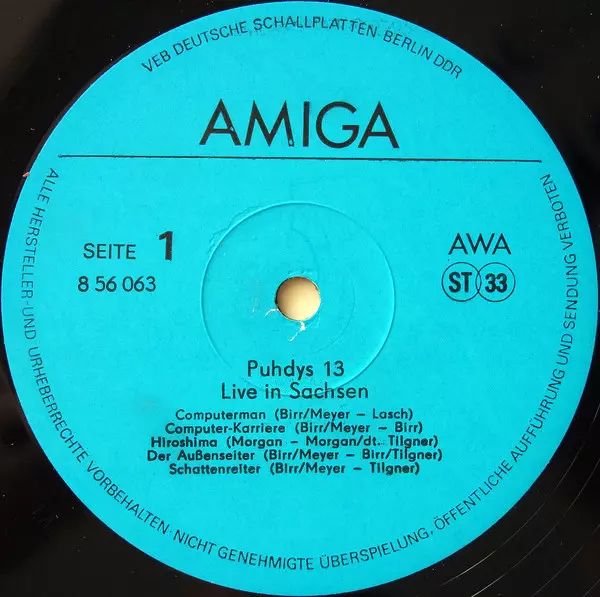 VEB DEUTSCHE SCHALLPLATTEN BERLIN DDR
AMIGA
SEITE 1
8 56 063
AWA
ST 33
Puhdys 13
Live in Sachsen
Computerman (Birr/Meyer – Lasch)
Computer-Karriere (Birr/Meyer – Birr)
Hiroshima (Morgan – Morgan/dt. Tilgner)
Der Außenseiter (Birr/Meyer – Birr/Tilgner)
Schattenreiter (Birr/Meyer – Tilgner)
ALLE HERSTELLER- UND URHEBERRECHTE VORBEHALTEN · NICHT GENEHMIGTE ÜBERSPIELUNG, ÖFFENTLICHE AUFFÜHRUNG UND SENDUNG VERBOTEN